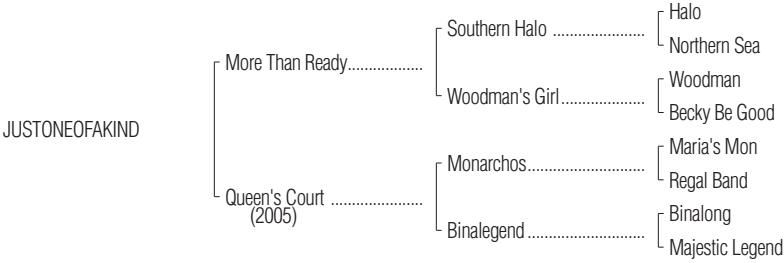 Halo
Southern Halo ......................
Northern Sea
More Than Ready.................
Woodman
Woodman's Girl....................
Becky Be Good
JUSTONEOFAKIND
Maria's Mon
Monarchos............................
Regal Band
Queen's Court .....................
(2005)
Binalong
Binalegend............................
Majestic Legend